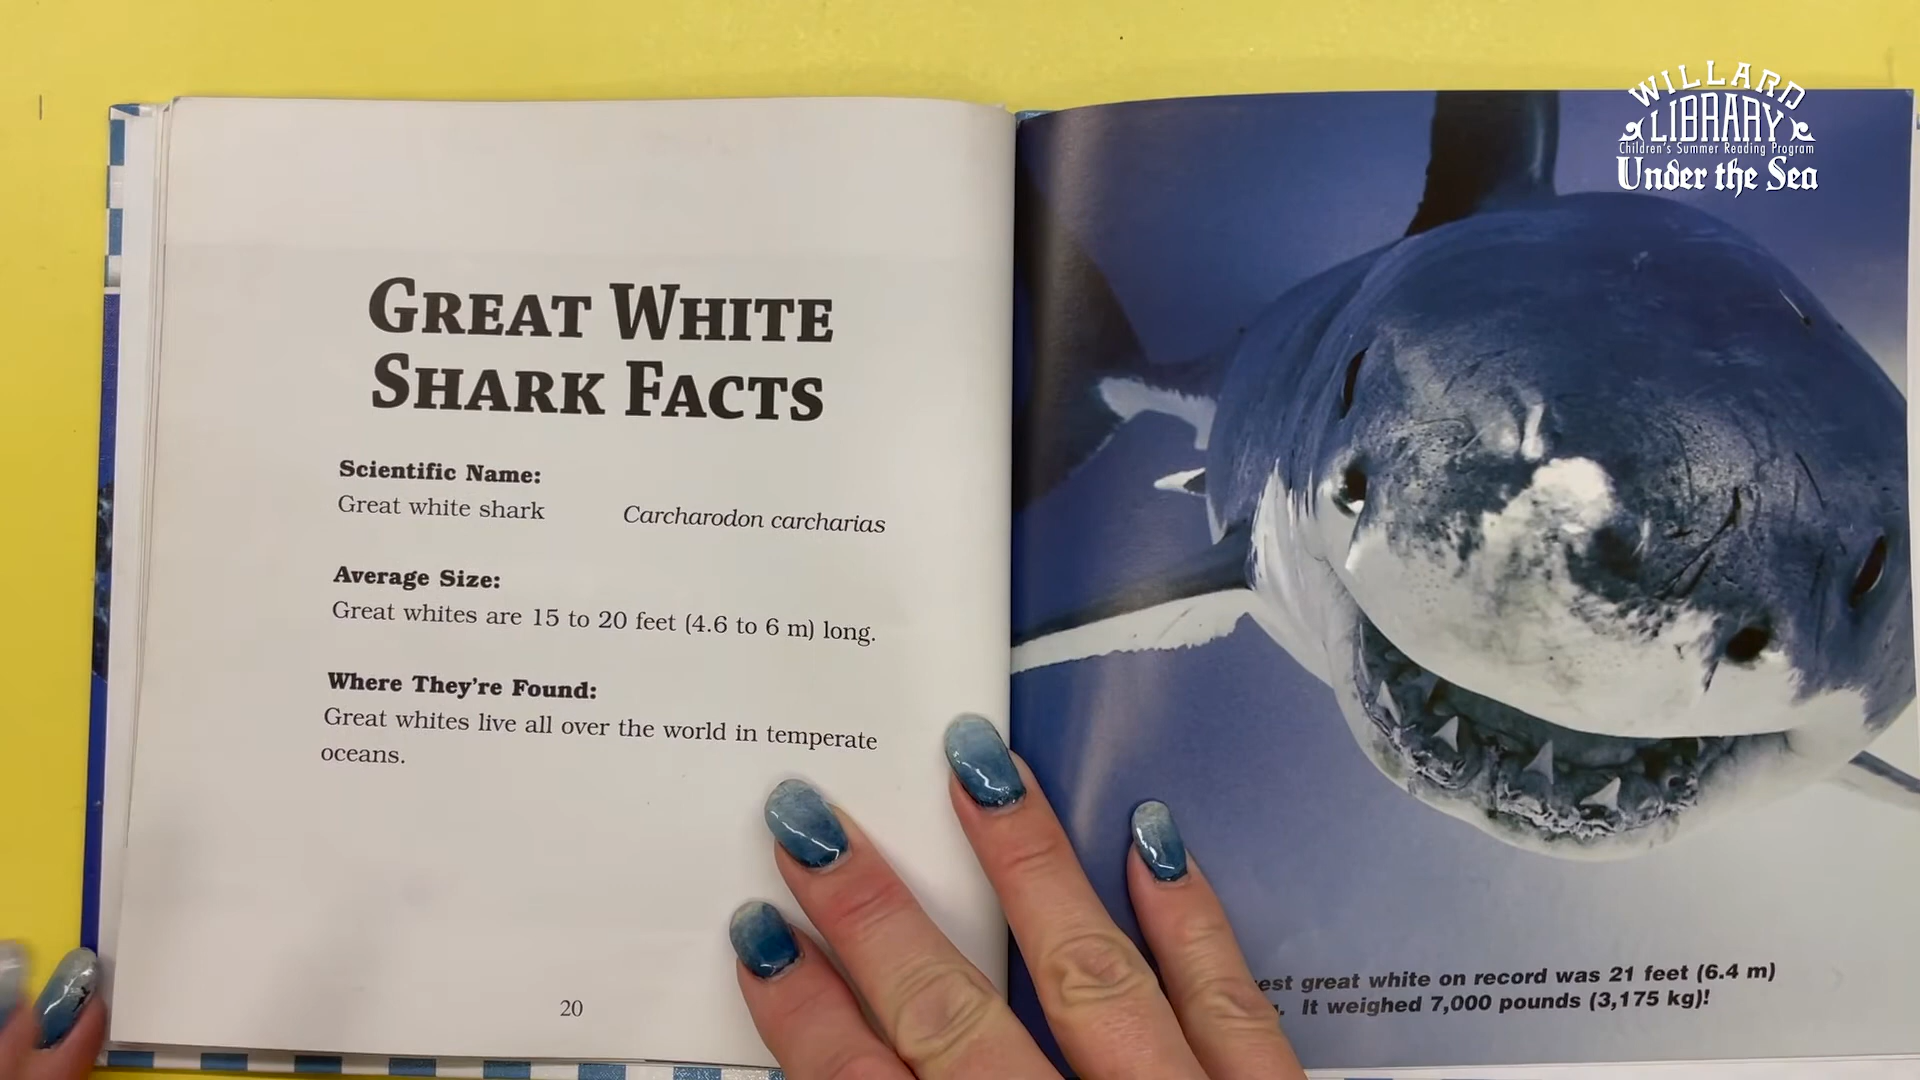 WILLARD
LIBRARY
Children's Summer Reading Program
Under the Sea
GREAT WHITE
SHARK FACTS
Scientific Name:
Great white shark Carcharodon carcharias
Average Size:
Great whites are 15 to 20 feet (4.6 to 6 m) long.
Where They're Found:
Great whites live all over the world in temperate
oceans.
20
great white on record was 21 feet (6.4 m)
It weighed 7,000 pounds (3,175 kg)!